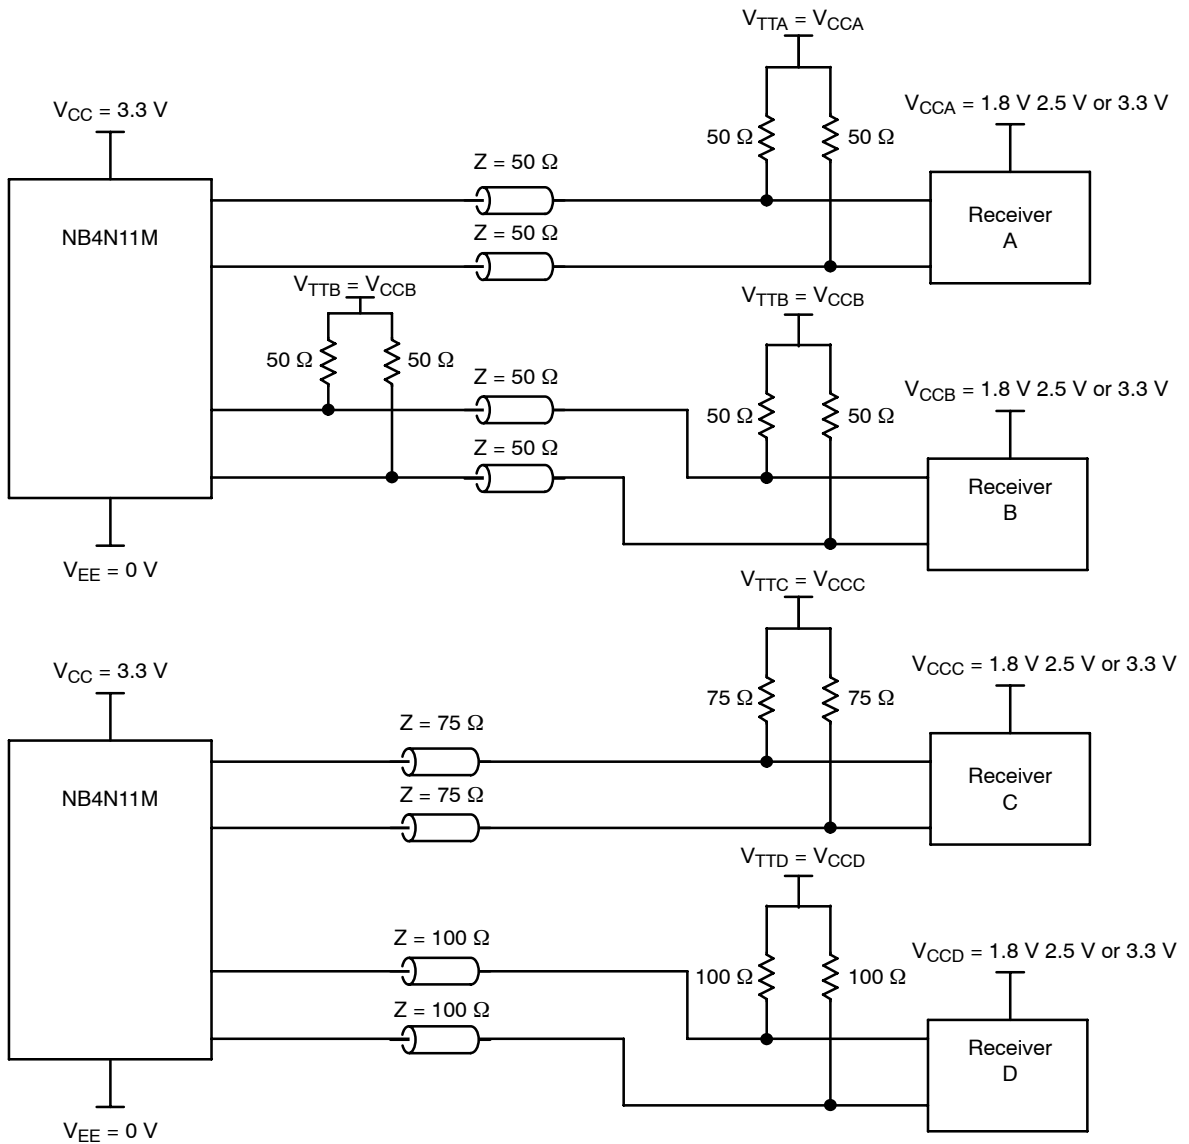 V_TTA = V_CCA
V_CCA = 1.8 V 2.5 V or 3.3 V
V_CC = 3.3 V
50 Ω
50 Ω
Z = 50 Ω
Receiver
A
NB4N11M
Z = 50 Ω
V_TTB = V_CCB
V_TTB = V_CCB
50 Ω
50 Ω
Z = 50 Ω
V_CCB = 1.8 V 2.5 V or 3.3 V
50 Ω
50 Ω
Z = 50 Ω
Receiver
B
V_EE = 0 V
V_TTC = V_CCC
V_CC = 3.3 V
V_CCC = 1.8 V 2.5 V or 3.3 V
75 Ω
75 Ω
Z = 75 Ω
Receiver
C
NB4N11M
Z = 75 Ω
V_TTD = V_CCD
Z = 100 Ω
V_CCD = 1.8 V 2.5 V or 3.3 V
100 Ω
100 Ω
Z = 100 Ω
Receiver
D
V_EE = 0 V